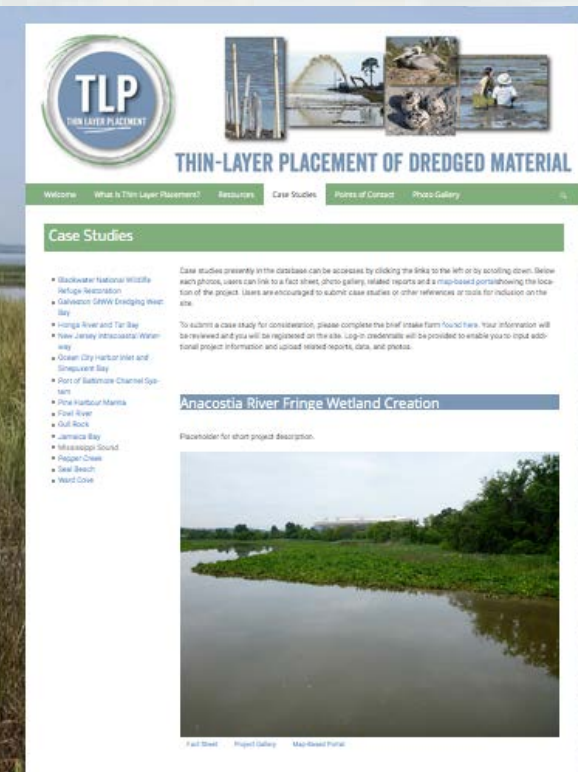 TLP
THIN LAYER PLACEMENT
THIN-LAYER PLACEMENT OF DREDGED MATERIAL
Welcome What Is Thin Layer Placement? Resources Case Studies Points of Contact Photo Gallery
Case Studies
Blackwater National Wildlife
Refuge Restoration
Galveston GIWW Dredging West
Bay
Honga River and Tar Bay
New Jersey Intracoastal Water-
way
Ocean City Harbor Inlet and
Sinepuxent Bay
Port of Baltimore Channel Sys-
tem
Pine Harbour Marina
Fowl River
Gull Rock
Jamaica Bay
Mississippi Sound
Pepper Creek
Seal Beach
Ward Cove
Case studies presently in the database can be accesses by clicking the links to the left or by scrolling down. Below
each photos, users can link to a fact sheet, photo gallery, related reports and a map-based portalshowing the loca-
tion of the project. Users are encouraged to submit case studies or other references or tools for inclusion on the
site.
To submit a case study for consideration, please complete the brief intake form found here. Your information will
be reviewed and you will be registered on the site. Log-in credentials will be provided to enable you to input addi-
tional project information and upload related reports, data, and photos.
Anacostia River Fringe Wetland Creation
Placeholder for short project description.
Fact Sheet Project Gallery Map-Based Portal